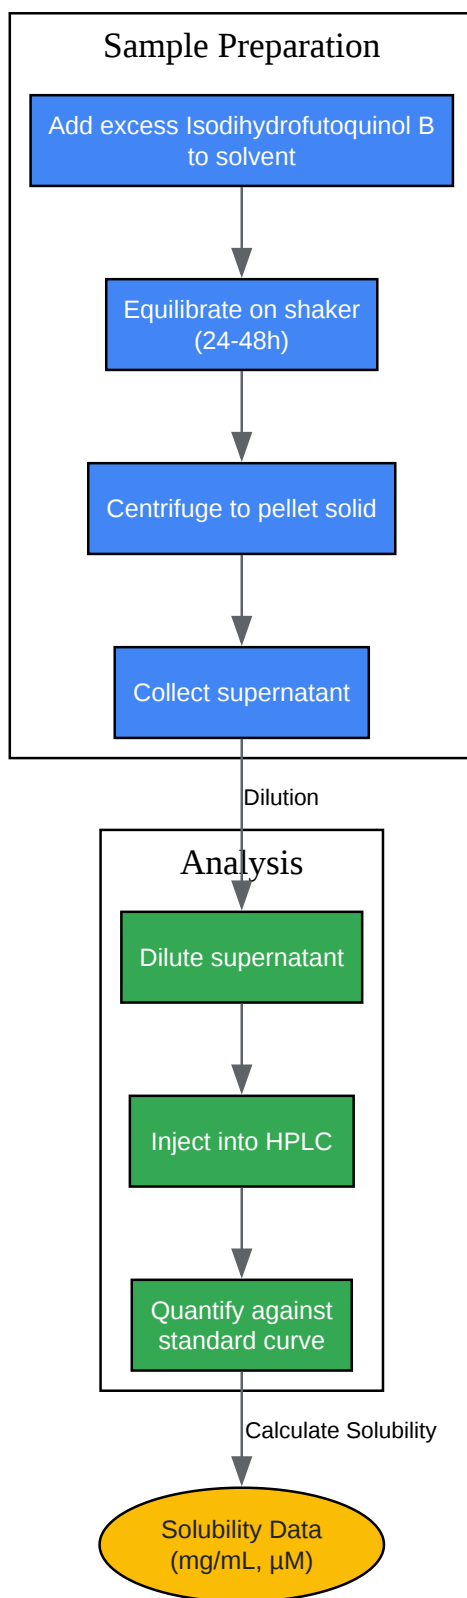 Sample Preparation
Add excess Isodihydrofutoquinol B
to solvent
Equilibrate on shaker
(24-48h)
Centrifuge to pellet solid
Collect supernatant
Dilution
Analysis
Dilute supernatant
Inject into HPLC
Quantify against
standard curve
Calculate Solubility
Solubility Data
(mg/mL, µM)